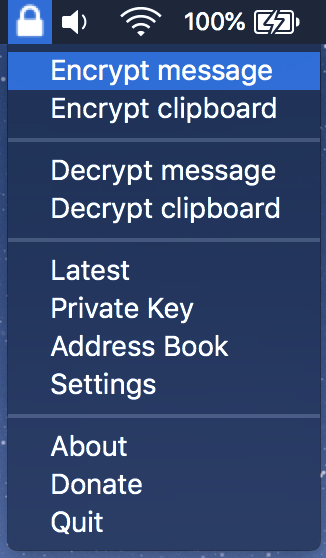 100%
Encrypt message
Encrypt clipboard
Decrypt message
Decrypt clipboard
Latest
Private Key
Address Book
Settings
About
Donate
Quit